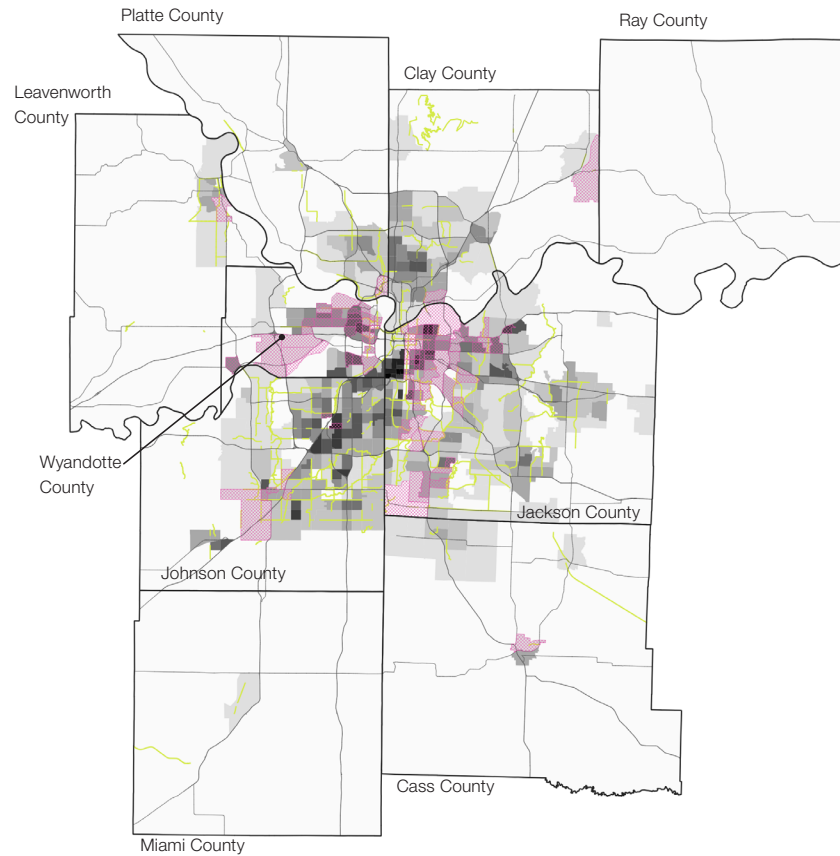 Platte County
Ray County
Clay County
Leavenworth
County
Wyandotte
County
Jackson County
Johnson County
Cass County
Miami County